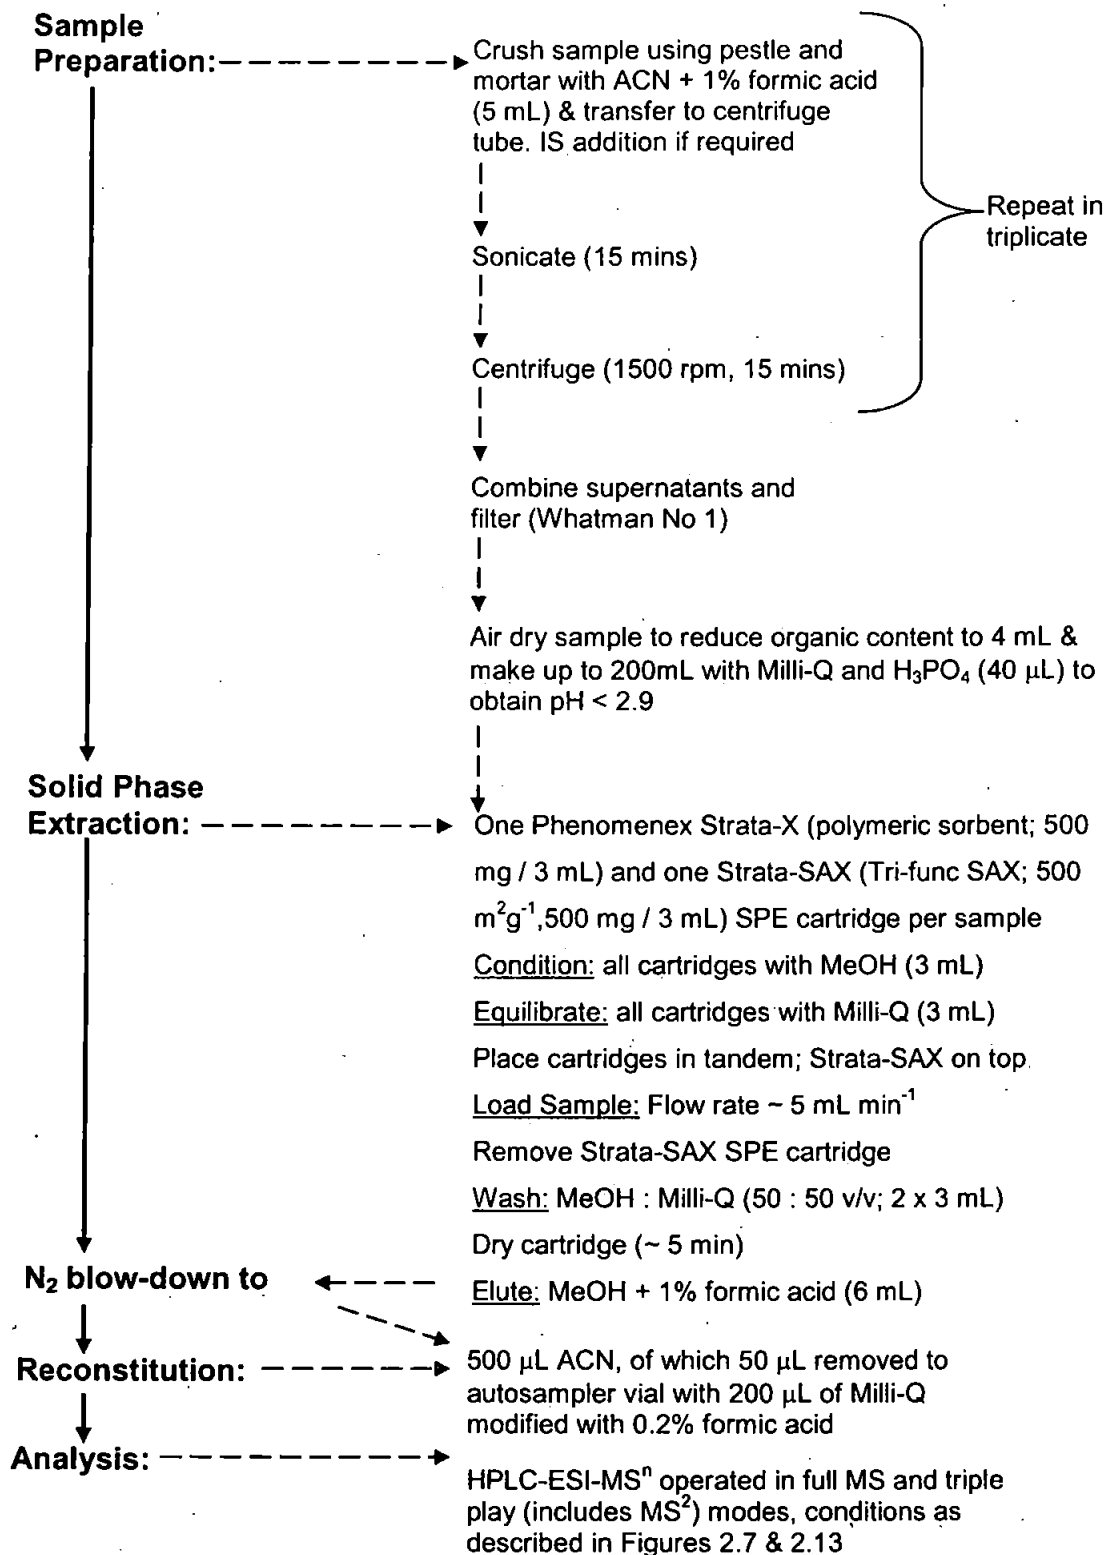 Sample
Preparation:
Crush sample using pestle and
mortar with ACN + 1% formic acid
(5 mL) & transfer to centrifuge
tube. IS addition if required
Repeat in
triplicate
Sonicate (15 mins)
Centrifuge (1500 rpm, 15 mins)
Combine supernatants and
filter (Whatman No 1)
Air dry sample to reduce organic content to 4 mL &
make up to 200mL with Milli-Q and H₃PO₄ (40 µL) to
obtain pH < 2.9
Solid Phase
Extraction:
One Phenomenex Strata-X (polymeric sorbent; 500
mg / 3 mL) and one Strata-SAX (Tri-func SAX; 500
m²g⁻¹,500 mg / 3 mL) SPE cartridge per sample
Condition: all cartridges with MeOH (3 mL)
Equilibrate: all cartridges with Milli-Q (3 mL)
Place cartridges in tandem; Strata-SAX on top
Load Sample: Flow rate ~ 5 mL min⁻¹
Remove Strata-SAX SPE cartridge
Wash: MeOH : Milli-Q (50 : 50 v/v; 2 x 3 mL)
Dry cartridge (~ 5 min)
N₂ blow-down to
Elute: MeOH + 1% formic acid (6 mL)
Reconstitution:
500 µL ACN, of which 50 µL removed to
autosampler vial with 200 µL of Milli-Q
modified with 0.2% formic acid
Analysis:
HPLC-ESI-MSⁿ operated in full MS and triple
play (includes MS²) modes, conditions as
described in Figures 2.7 & 2.13